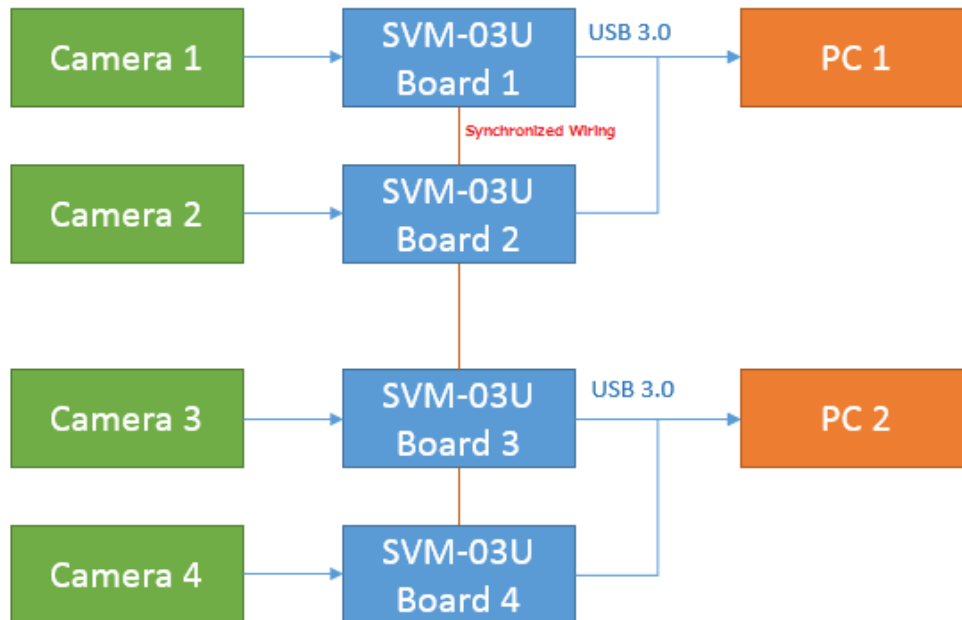 Camera 1
SVM-03U
Board 1
USB 3.0
PC 1
Synchronized Wiring
Camera 2
SVM-03U
Board 2
Camera 3
SVM-03U
Board 3
USB 3.0
PC 2
Camera 4
SVM-03U
Board 4